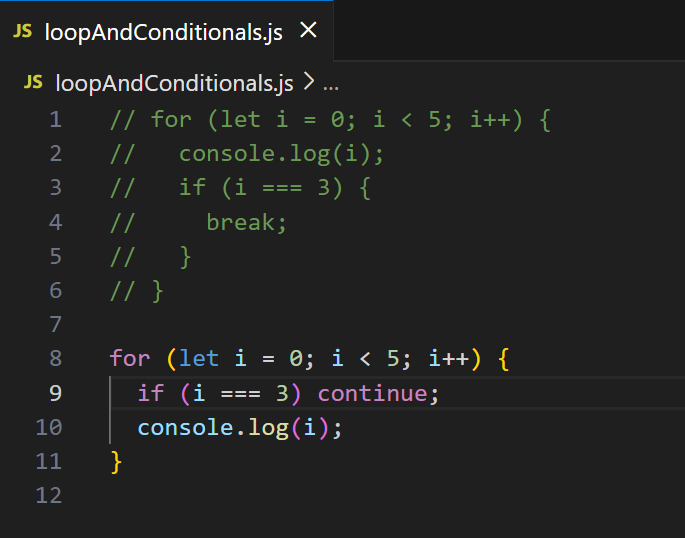 JS loopAndConditionals.js ×
JS loopAndConditionals.js > ...
1 // for (let i = 0; i < 5; i++) {
2 //   console.log(i);
3 //   if (i === 3) {
4 //     break;
5 //   }
6 // }
7
8 for (let i = 0; i < 5; i++) {
9   if (i === 3) continue;
10   console.log(i);
11 }
12